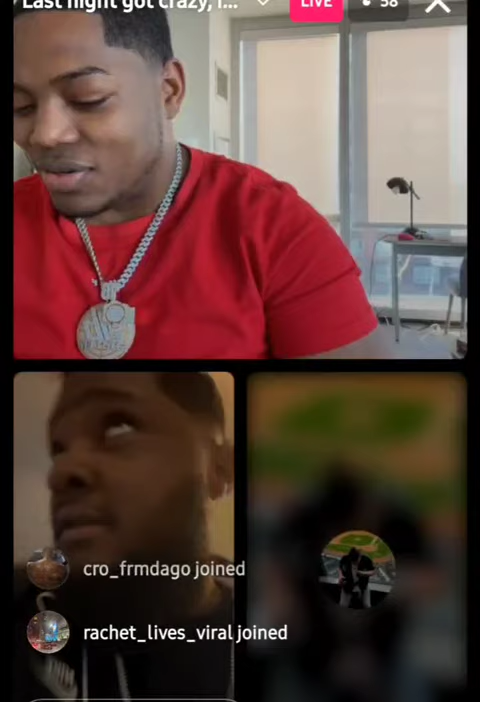 Last night got crazy, i...
LIVE
58
cro_frmdago joined
rachet_lives_viral joined